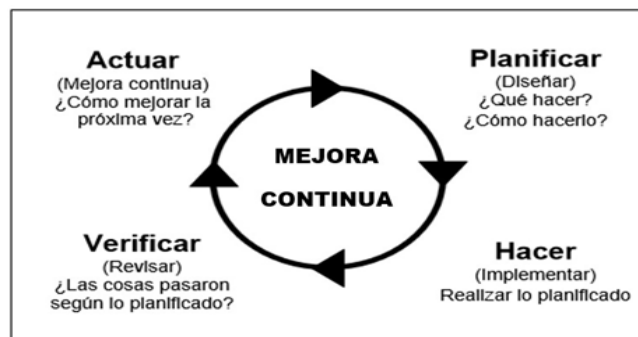 Actuar
(Mejora continua)
¿Cómo mejorar la
próxima vez?
Planificar
(Diseñar)
¿Qué hacer?
¿Cómo hacerlo?
MEJORA
CONTINUA
Verificar
(Revisar)
¿Las cosas pasaron
según lo planificado?
Hacer
(Implementar)
Realizar lo planificado